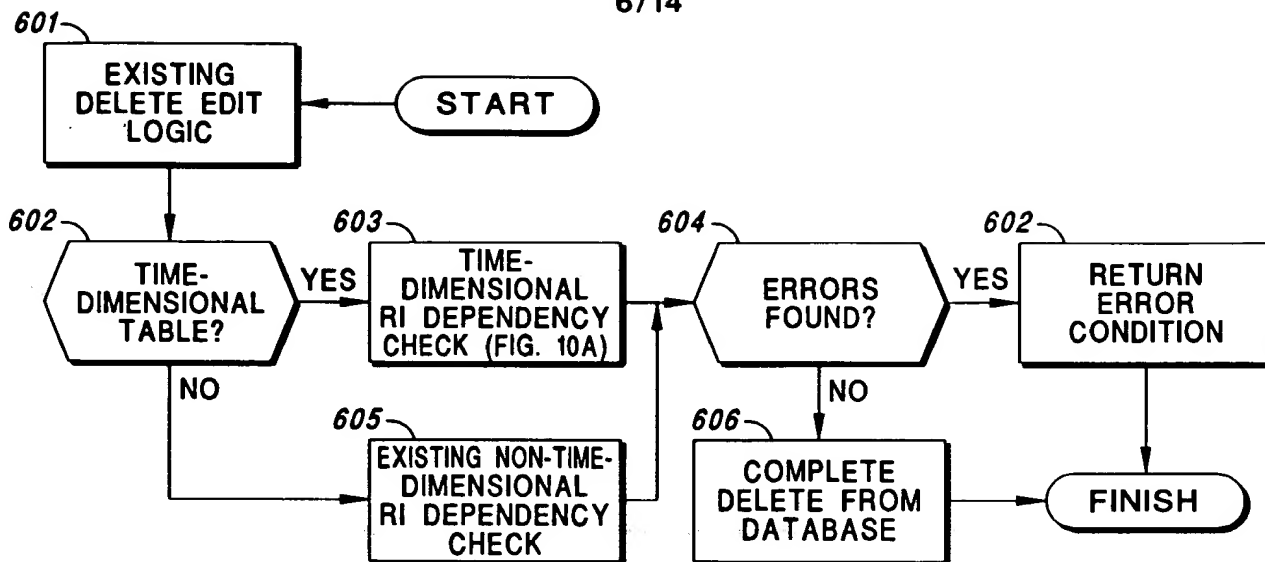 6/14
601
EXISTING
DELETE EDIT
LOGIC
START
602
TIME-
DIMENSIONAL
TABLE?
YES
NO
603
TIME-
DIMENSIONAL
RI DEPENDENCY
CHECK (FIG. 10A)
604
ERRORS
FOUND?
YES
NO
602
RETURN
ERROR
CONDITION
605
EXISTING NON-TIME-
DIMENSIONAL
RI DEPENDENCY
CHECK
606
COMPLETE
DELETE FROM
DATABASE
FINISH